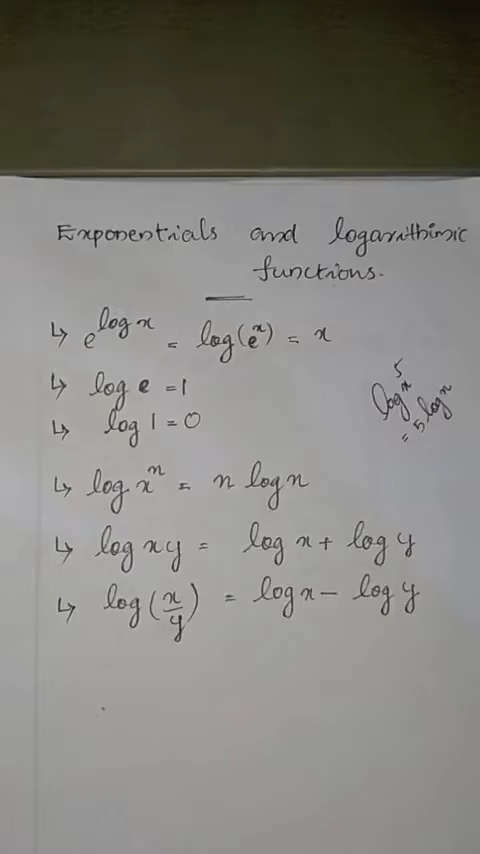 Exponentials and logarithimic
functions.
↳ e^{log x} = log(e^x) = x
↳ log e = 1
↳ log 1 = 0
log x^5
= 5 log x
↳ log x^n = n log x
↳ log xy = log x + log y
↳ log(x/y) = log x - log y